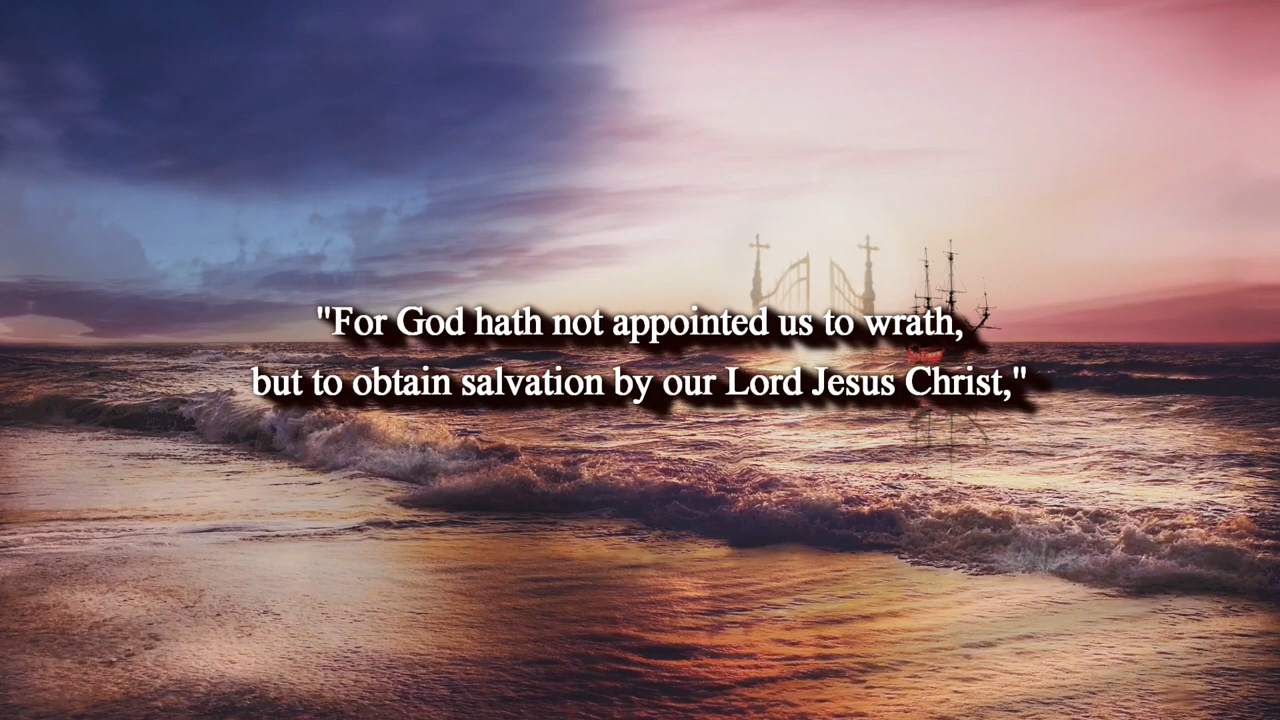 "For God hath not appointed us to wrath,
but to obtain salvation by our Lord Jesus Christ,"